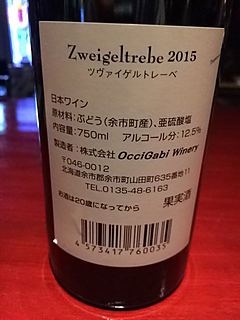 Zweigeltrebe 2015
ツヴァイゲルトレーベ
日本ワイン
原材料:ぶどう(余市町産)、亜硫酸塩
内容量:750ml アルコール分:12.5%
製造者:株式会社 OcciGabi Winery
〒046-0012
北海道余市郡余市町山田町635番地11
TEL.0135-48-6163
お酒は20歳になってから
果実酒
4573417760035